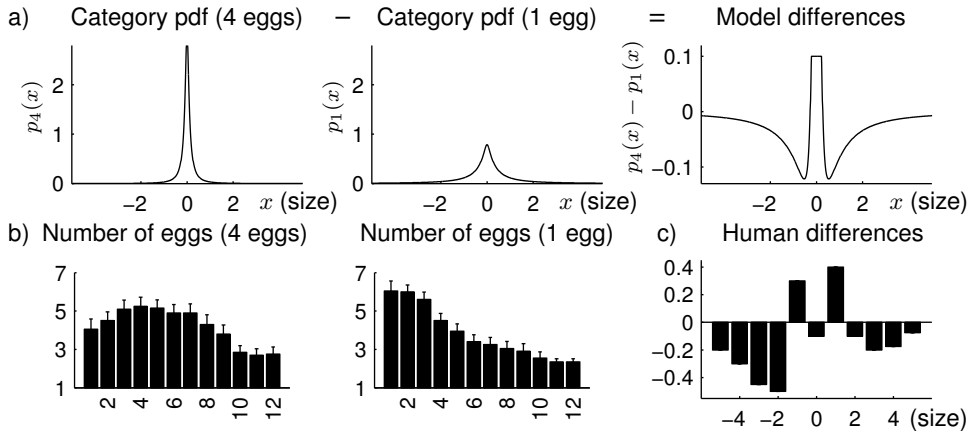 a) Category pdf (4 eggs) − Category pdf (1 egg) = Model differences
p₄(x)
2
1
0
−2 0 2 x (size)
p₁(x)
2
1
0
−2 0 2 x (size)
p₄(x) − p₁(x)
0.1
0
−0.1
−2 0 2 x (size)
b) Number of eggs (4 eggs)
7
5
3
1
2 4 6 8 10 12
Number of eggs (1 egg)
7
5
3
1
2 4 6 8 10 12
c) Human differences
0.4
0.2
0
−0.2
−0.4
−4 −2 0 2 4 (size)